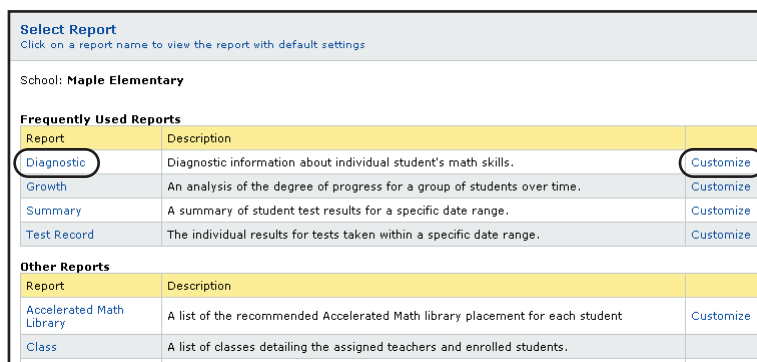 Select Report
Click on a report name to view the report with default settings
School: Maple Elementary
Frequently Used Reports
Report Description
Diagnostic Diagnostic information about individual student's math skills. Customize
Growth An analysis of the degree of progress for a group of students over time. Customize
Summary A summary of student test results for a specific date range. Customize
Test Record The individual results for tests taken within a specific date range. Customize
Other Reports
Report Description
Accelerated Math
Library A list of the recommended Accelerated Math library placement for each student Customize
Class A list of classes detailing the assigned teachers and enrolled students.